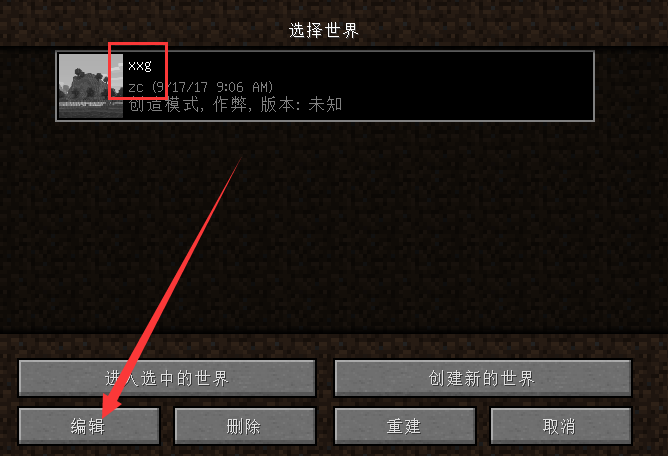 选择世界
xxg
zc (9/17/17 9:06 AM)
创造模式, 作弊, 版本: 未知
进入选中的世界
创建新的世界
编辑
删除
重建
取消